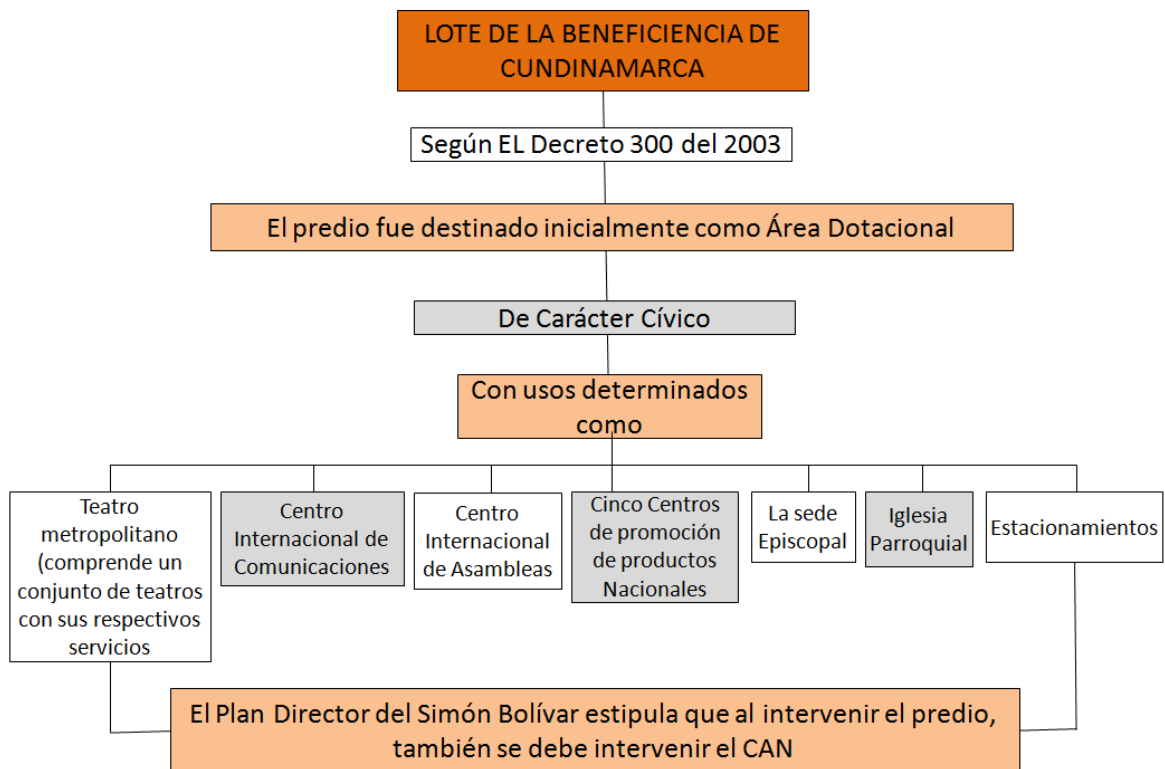 LOTE DE LA BENEFICIENCIA DE
CUNDINAMARCA
Según EL Decreto 300 del 2003
El predio fue destinado inicialmente como Área Dotacional
De Carácter Cívico
Con usos determinados
como
Teatro
metropolitano
(comprende un
conjunto de teatros
con sus respectivos
servicios
Centro
Internacional de
Comunicaciones
Centro
Internacional
de Asambleas
Cinco Centros
de promoción
de productos
Nacionales
La sede
Episcopal
Iglesia
Parroquial
Estacionamientos
El Plan Director del Simón Bolívar estipula que al intervenir el predio,
también se debe intervenir el CAN